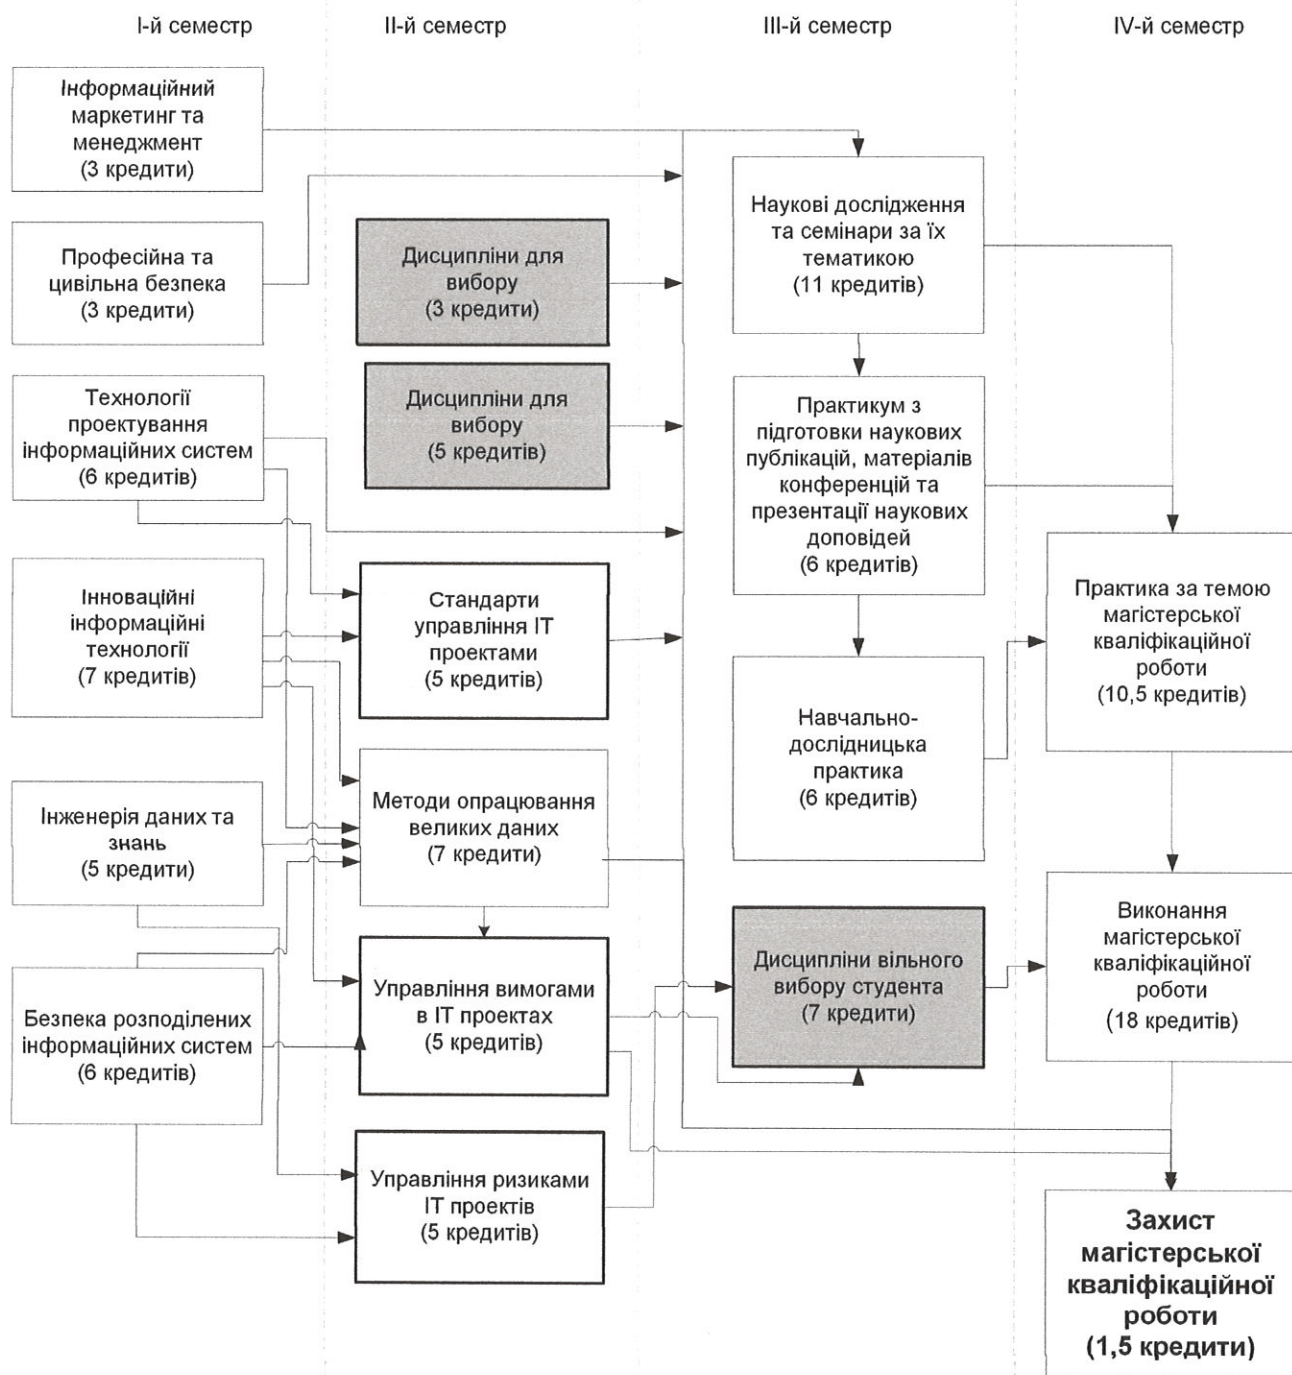 І-й семестр
ІІ-й семестр
ІІІ-й семестр
IV-й семестр
Інформаційний
маркетинг та
менеджмент
(3 кредити)
Професійна та
цивільна безпека
(3 кредити)
Технології
проектування
інформаційних систем
(6 кредитів)
Інноваційні
інформаційні
технології
(7 кредитів)
Інженерія даних та
знань
(5 кредити)
Безпека розподілених
інформаційних систем
(6 кредитів)
Дисципліни для
вибору
(3 кредити)
Дисципліни для
вибору
(5 кредитів)
Стандарти
управління ІТ
проектами
(5 кредитів)
Методи опрацювання
великих даних
(7 кредити)
Управління вимогами
в ІТ проектах
(5 кредитів)
Управління ризиками
ІТ проектів
(5 кредитів)
Наукові дослідження
та семінари за їх
тематикою
(11 кредитів)
Практикум з
підготовки наукових
публікацій, матеріалів
конференцій та
презентації наукових
доповідей
(6 кредитів)
Навчально-
дослідницька
практика
(6 кредитів)
Дисципліни вільного
вибору студента
(7 кредити)
Практика за темою
магістерської
кваліфікаційної
роботи
(10,5 кредитів)
Виконання
магістерської
кваліфікаційної
роботи
(18 кредитів)
Захист
магістерської
кваліфікаційної
роботи
(1,5 кредити)